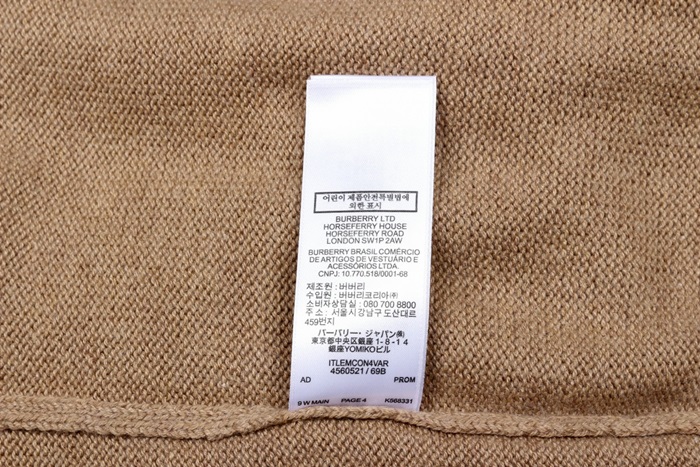 어린이 제품안전특별법에
의한 표시
BURBERRY LTD
HORSEFERRY HOUSE
HORSEFERRY ROAD
LONDON SW1P 2AW
BURBERRY BRASIL COMÉRCIO
DE ARTIGOS DE VESTUÁRIO E
ACESSÓRIOS LTDA.
CNPJ: 10.770.518/0001-68
제조원 : 버버리
수입원 : 버버리코리아㈜
소비자상담실 : 080 700 8800
주소 : 서울시강남구도산대르
459번지
バーバリー・ジャパン㈱
東京都中央区銀座1-8-14
銀座YOMIKOビル
ITLEMCON4VAR
4560521 / 69B
AD PROM
9 W MAIN PAGE 4 K568331